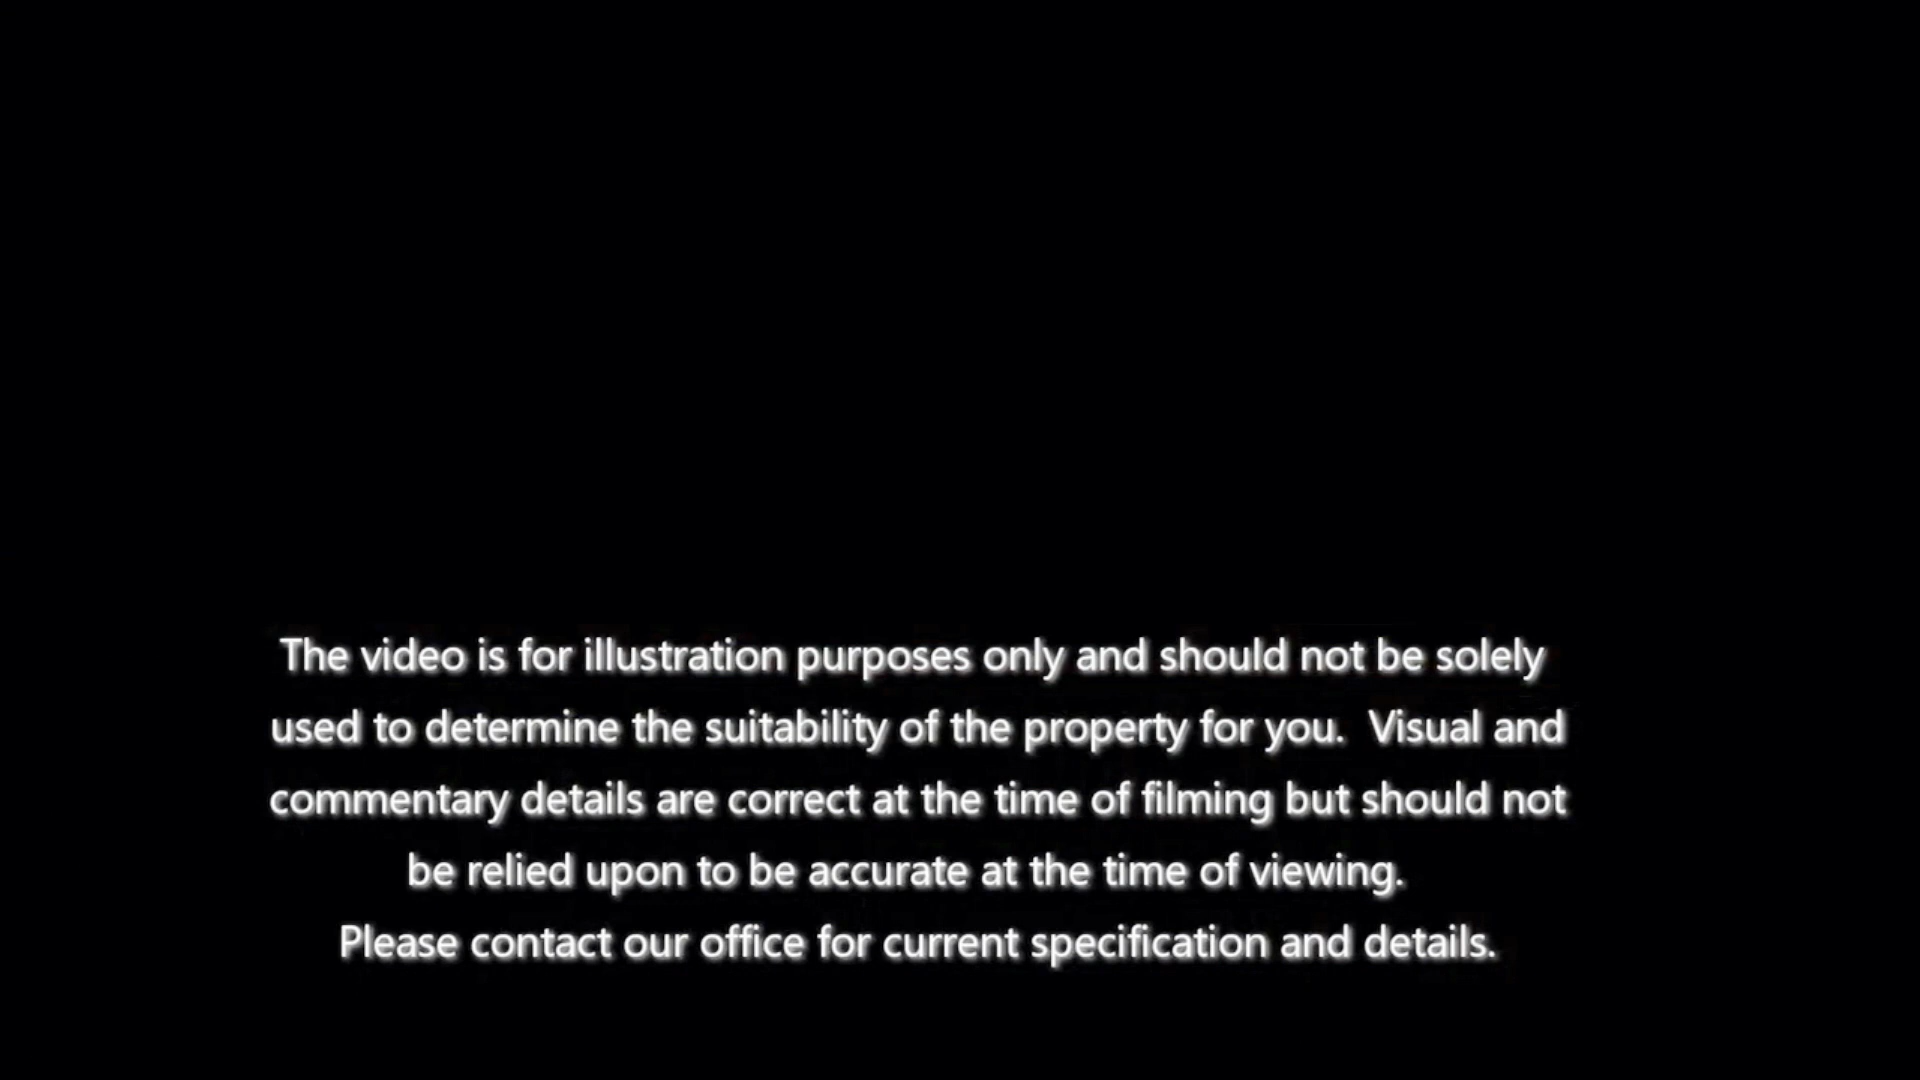 The video is for illustration purposes only and should not be solely
used to determine the suitability of the property for you.  Visual and
commentary details are correct at the time of filming but should not
be relied upon to be accurate at the time of viewing.
Please contact our office for current specification and details.